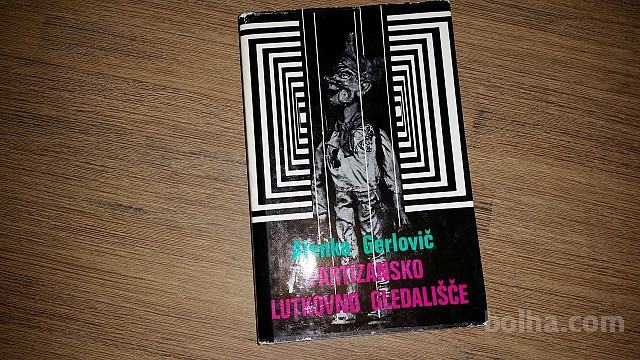 Alenka Gerlovič
PARTIZANSKO
LUTKOVNO GLEDALIŠČE
bolha.com